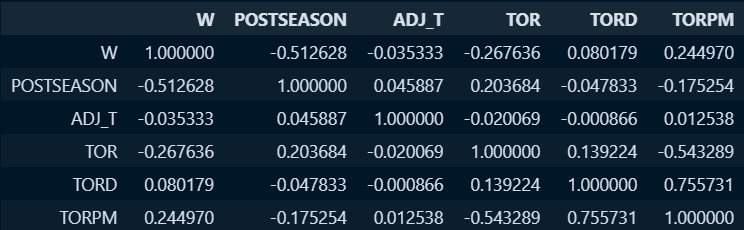 W POSTSEASON ADJ_T TOR TORD TORPM
W 1.000000 -0.512628 -0.035333 -0.267636 0.080179 0.244970
POSTSEASON -0.512628 1.000000 0.045887 0.203684 -0.047833 -0.175254
ADJ_T -0.035333 0.045887 1.000000 -0.020069 -0.000866 0.012538
TOR -0.267636 0.203684 -0.020069 1.000000 0.139224 -0.543289
TORD 0.080179 -0.047833 -0.000866 0.139224 1.000000 0.755731
TORPM 0.244970 -0.175254 0.012538 -0.543289 0.755731 1.000000